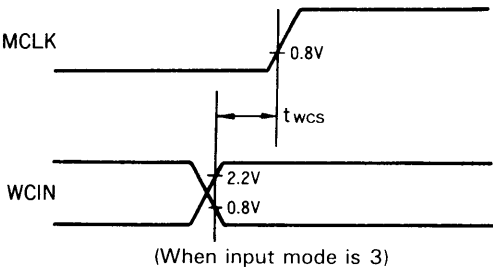 MCLK
0.8V
twcs
WCIN
2.2V
0.8V
(When input mode is 3)